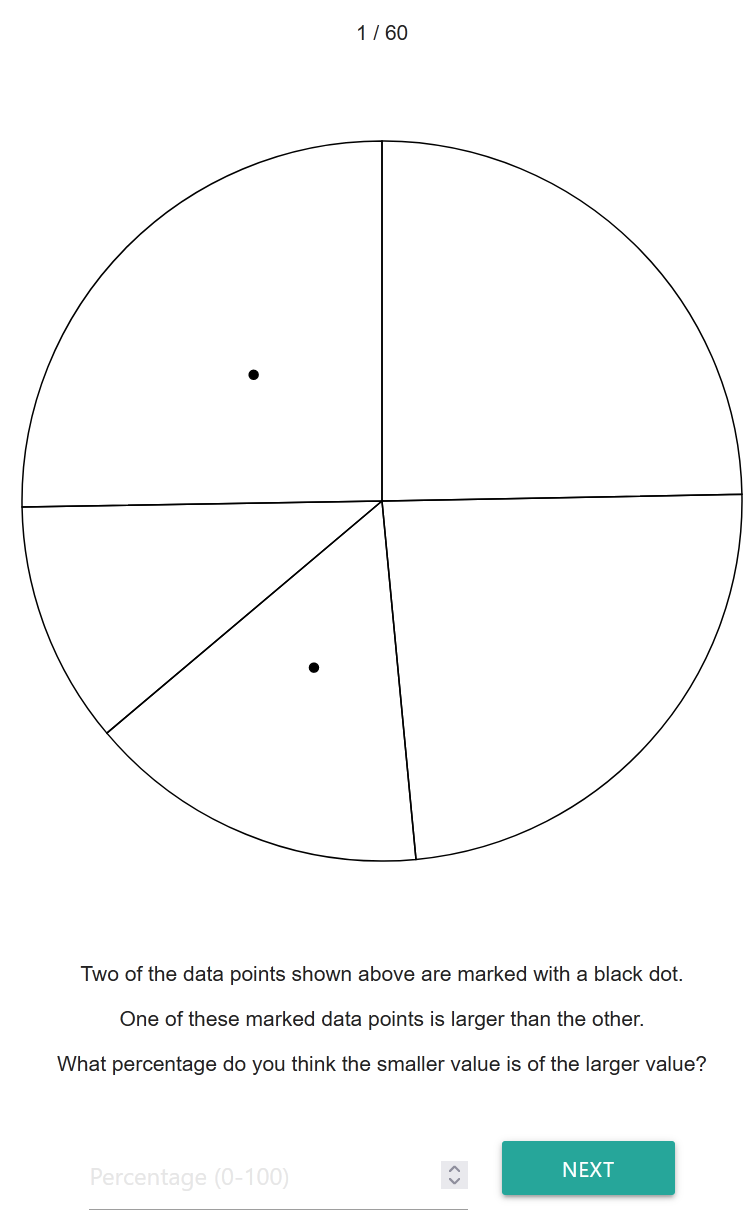 1 / 60
Two of the data points shown above are marked with a black dot.
One of these marked data points is larger than the other.
What percentage do you think the smaller value is of the larger value?
Percentage (0-100)
NEXT